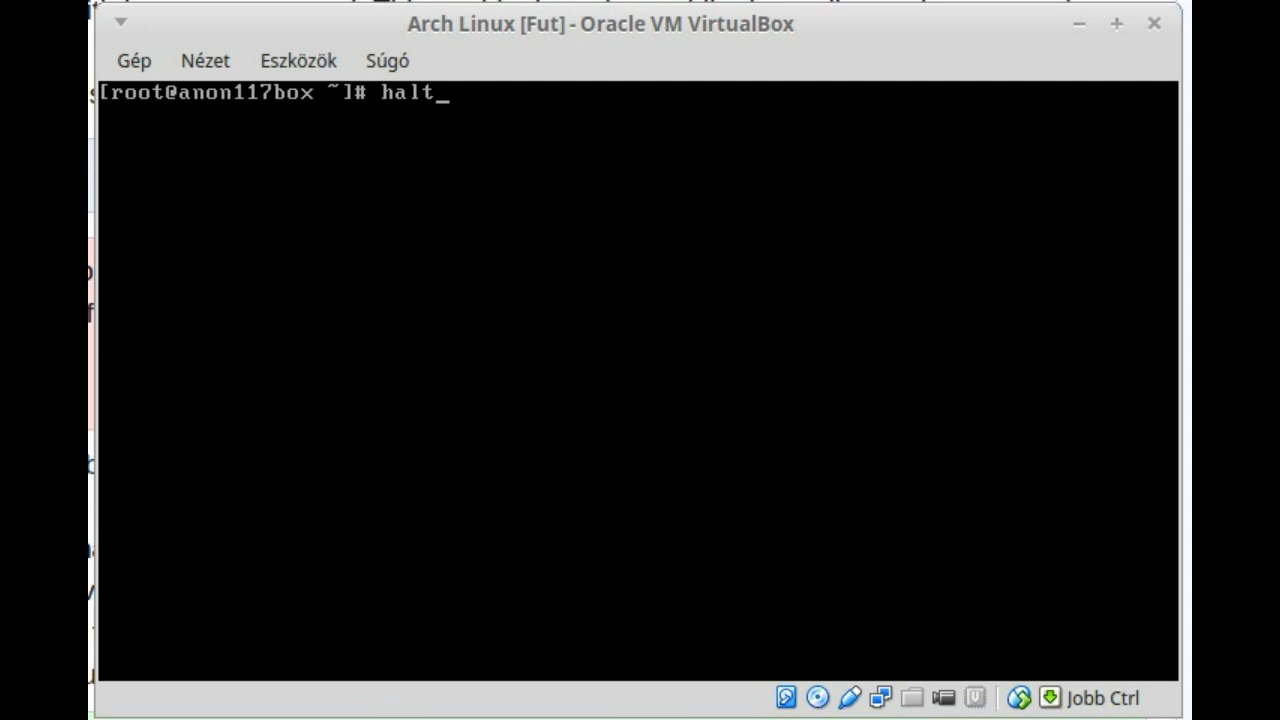 Arch Linux [Fut] - Oracle VM VirtualBox
Gép Nézet Eszközök Súgó
[root@anon117box ~]# halt_
Jobb Ctrl